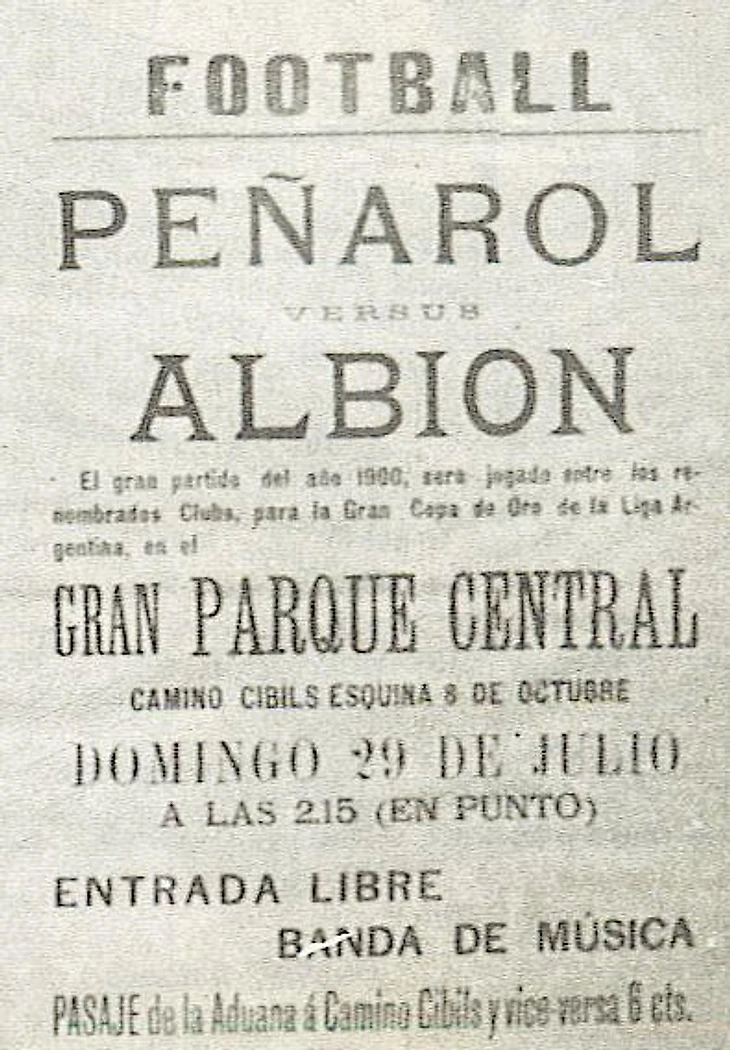 FOOTBALL
PEÑAROL
VERSUS
ALBION
El gran partido del año 1900, será jogado entre los re-
nombrados Clubs, para la Gran Copa de Oro de la Liga Ar-
gentina, en el
GRAN PARQUE CENTRAL
CAMINO CIBILS ESQUINA 8 DE OCTUBRE
DOMINGO 29 DE JULIO
A LAS 2.15 (EN PUNTO)
ENTRADA LIBRE
BANDA DE MÚSICA
PASAJE de la Aduana á Camino Cibils y vice-versa 6 cts.